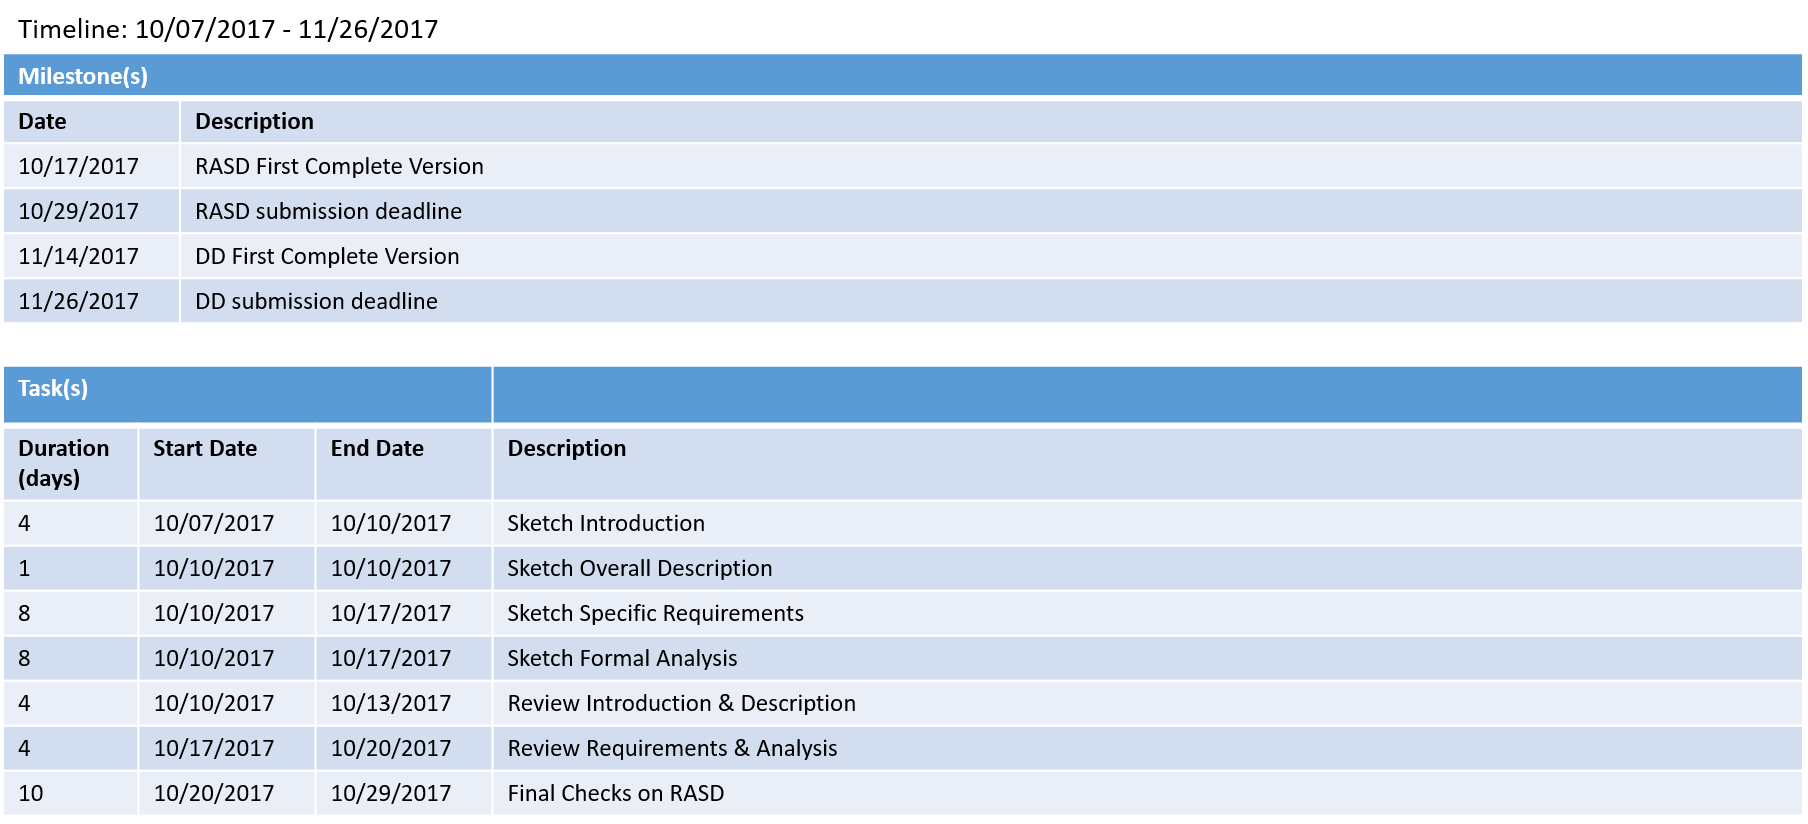 Timeline: 10/07/2017 - 11/26/2017
Milestone(s)
Date Description
10/17/2017 RASD First Complete Version
10/29/2017 RASD submission deadline
11/14/2017 DD First Complete Version
11/26/2017 DD submission deadline
Task(s)
Duration (days) Start Date End Date Description
4 10/07/2017 10/10/2017 Sketch Introduction
1 10/10/2017 10/10/2017 Sketch Overall Description
8 10/10/2017 10/17/2017 Sketch Specific Requirements
8 10/10/2017 10/17/2017 Sketch Formal Analysis
4 10/10/2017 10/13/2017 Review Introduction & Description
4 10/17/2017 10/20/2017 Review Requirements & Analysis
10 10/20/2017 10/29/2017 Final Checks on RASD